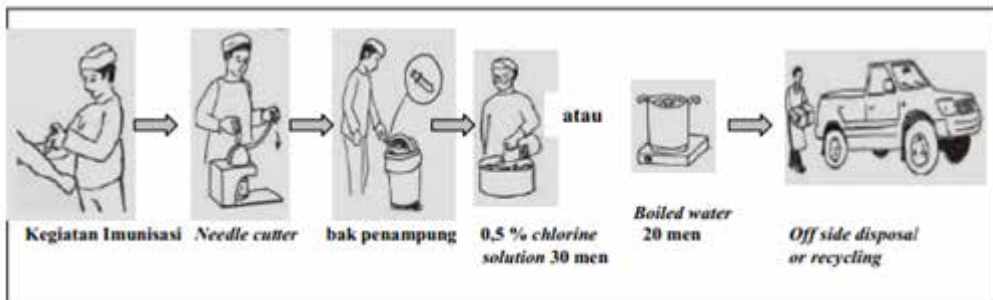 atau
Kegiatan Imunisasi
Needle cutter
bak penampung
0,5 % chlorine
solution 30 men
Boiled water
20 men
Off side disposal
or recycling